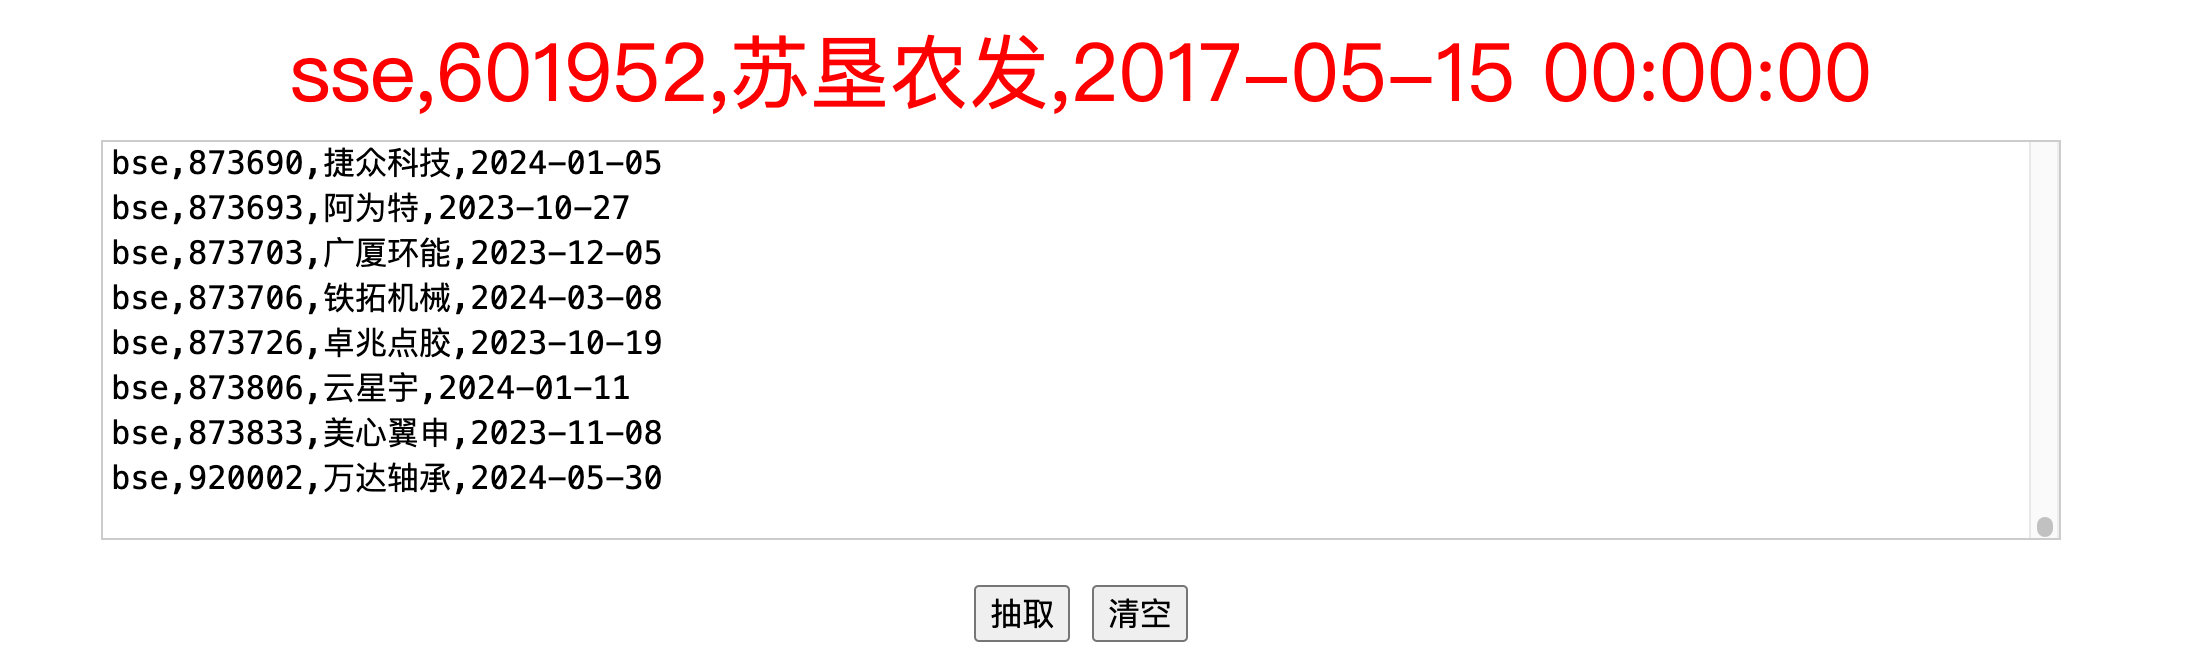 sse,601952,苏垦农发,2017-05-15 00:00:00
bse,873690,捷众科技,2024-01-05
bse,873693,阿为特,2023-10-27
bse,873703,广厦环能,2023-12-05
bse,873706,铁拓机械,2024-03-08
bse,873726,卓兆点胶,2023-10-19
bse,873806,云星宇,2024-01-11
bse,873833,美心翼申,2023-11-08
bse,920002,万达轴承,2024-05-30
抽取 清空